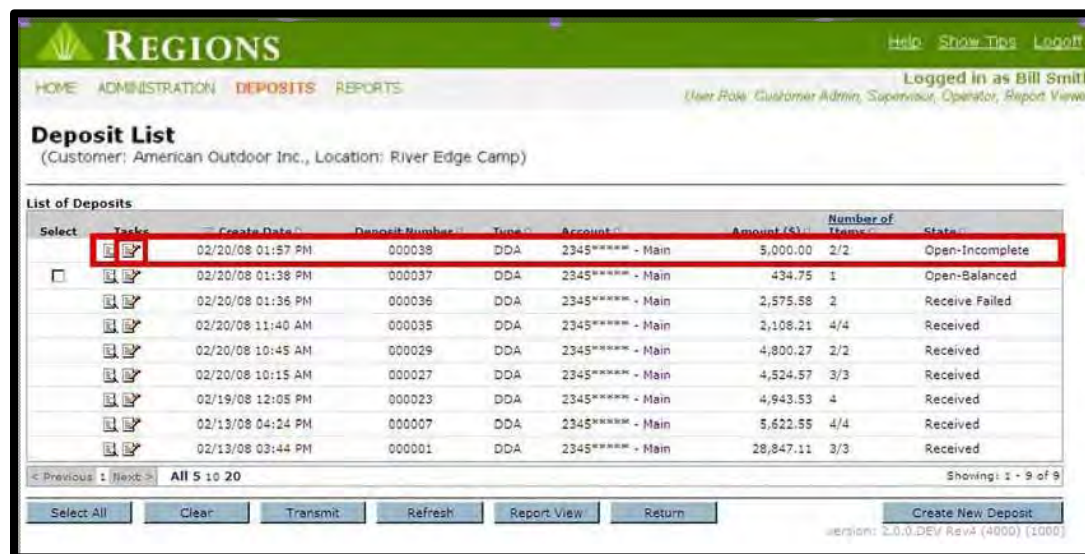 REGIONS
Help Show Tips Logoff
HOME ADMINISTRATION DEPOSITS REPORTS
Logged in as Bill Smith
User Role: Customer Admin, Supervisor, Operator, Report Viewer
Deposit List
(Customer: American Outdoor Inc., Location: River Edge Camp)
List of Deposits
Select Tasks Create Date Deposit Number Type Account Amount ($) Number of Items State
02/20/08 01:57 PM 000038 DDA 2345***** - Main 5,000.00 2/2 Open-Incomplete
02/20/08 01:38 PM 000037 DDA 2345***** - Main 434.75 1 Open-Balanced
02/20/08 01:36 PM 000036 DDA 2345***** - Main 2,575.58 2 Receive Failed
02/20/08 11:40 AM 000035 DDA 2345***** - Main 2,108.21 4/4 Received
02/20/08 10:45 AM 000029 DDA 2345***** - Main 4,800.27 2/2 Received
02/20/08 10:15 AM 000027 DDA 2345***** - Main 4,524.57 3/3 Received
02/19/08 12:05 PM 000023 DDA 2345***** - Main 4,943.53 4 Received
02/13/08 04:24 PM 000007 DDA 2345***** - Main 5,622.55 4/4 Received
02/13/08 03:44 PM 000001 DDA 2345***** - Main 28,847.11 3/3 Received
< Previous 1 Next > All 5 10 20 Showing: 1 - 9 of 9
Select All Clear Transmit Refresh Report View Return Create New Deposit
version: 2.0.0.DEV Rev4 (4000) (1000)